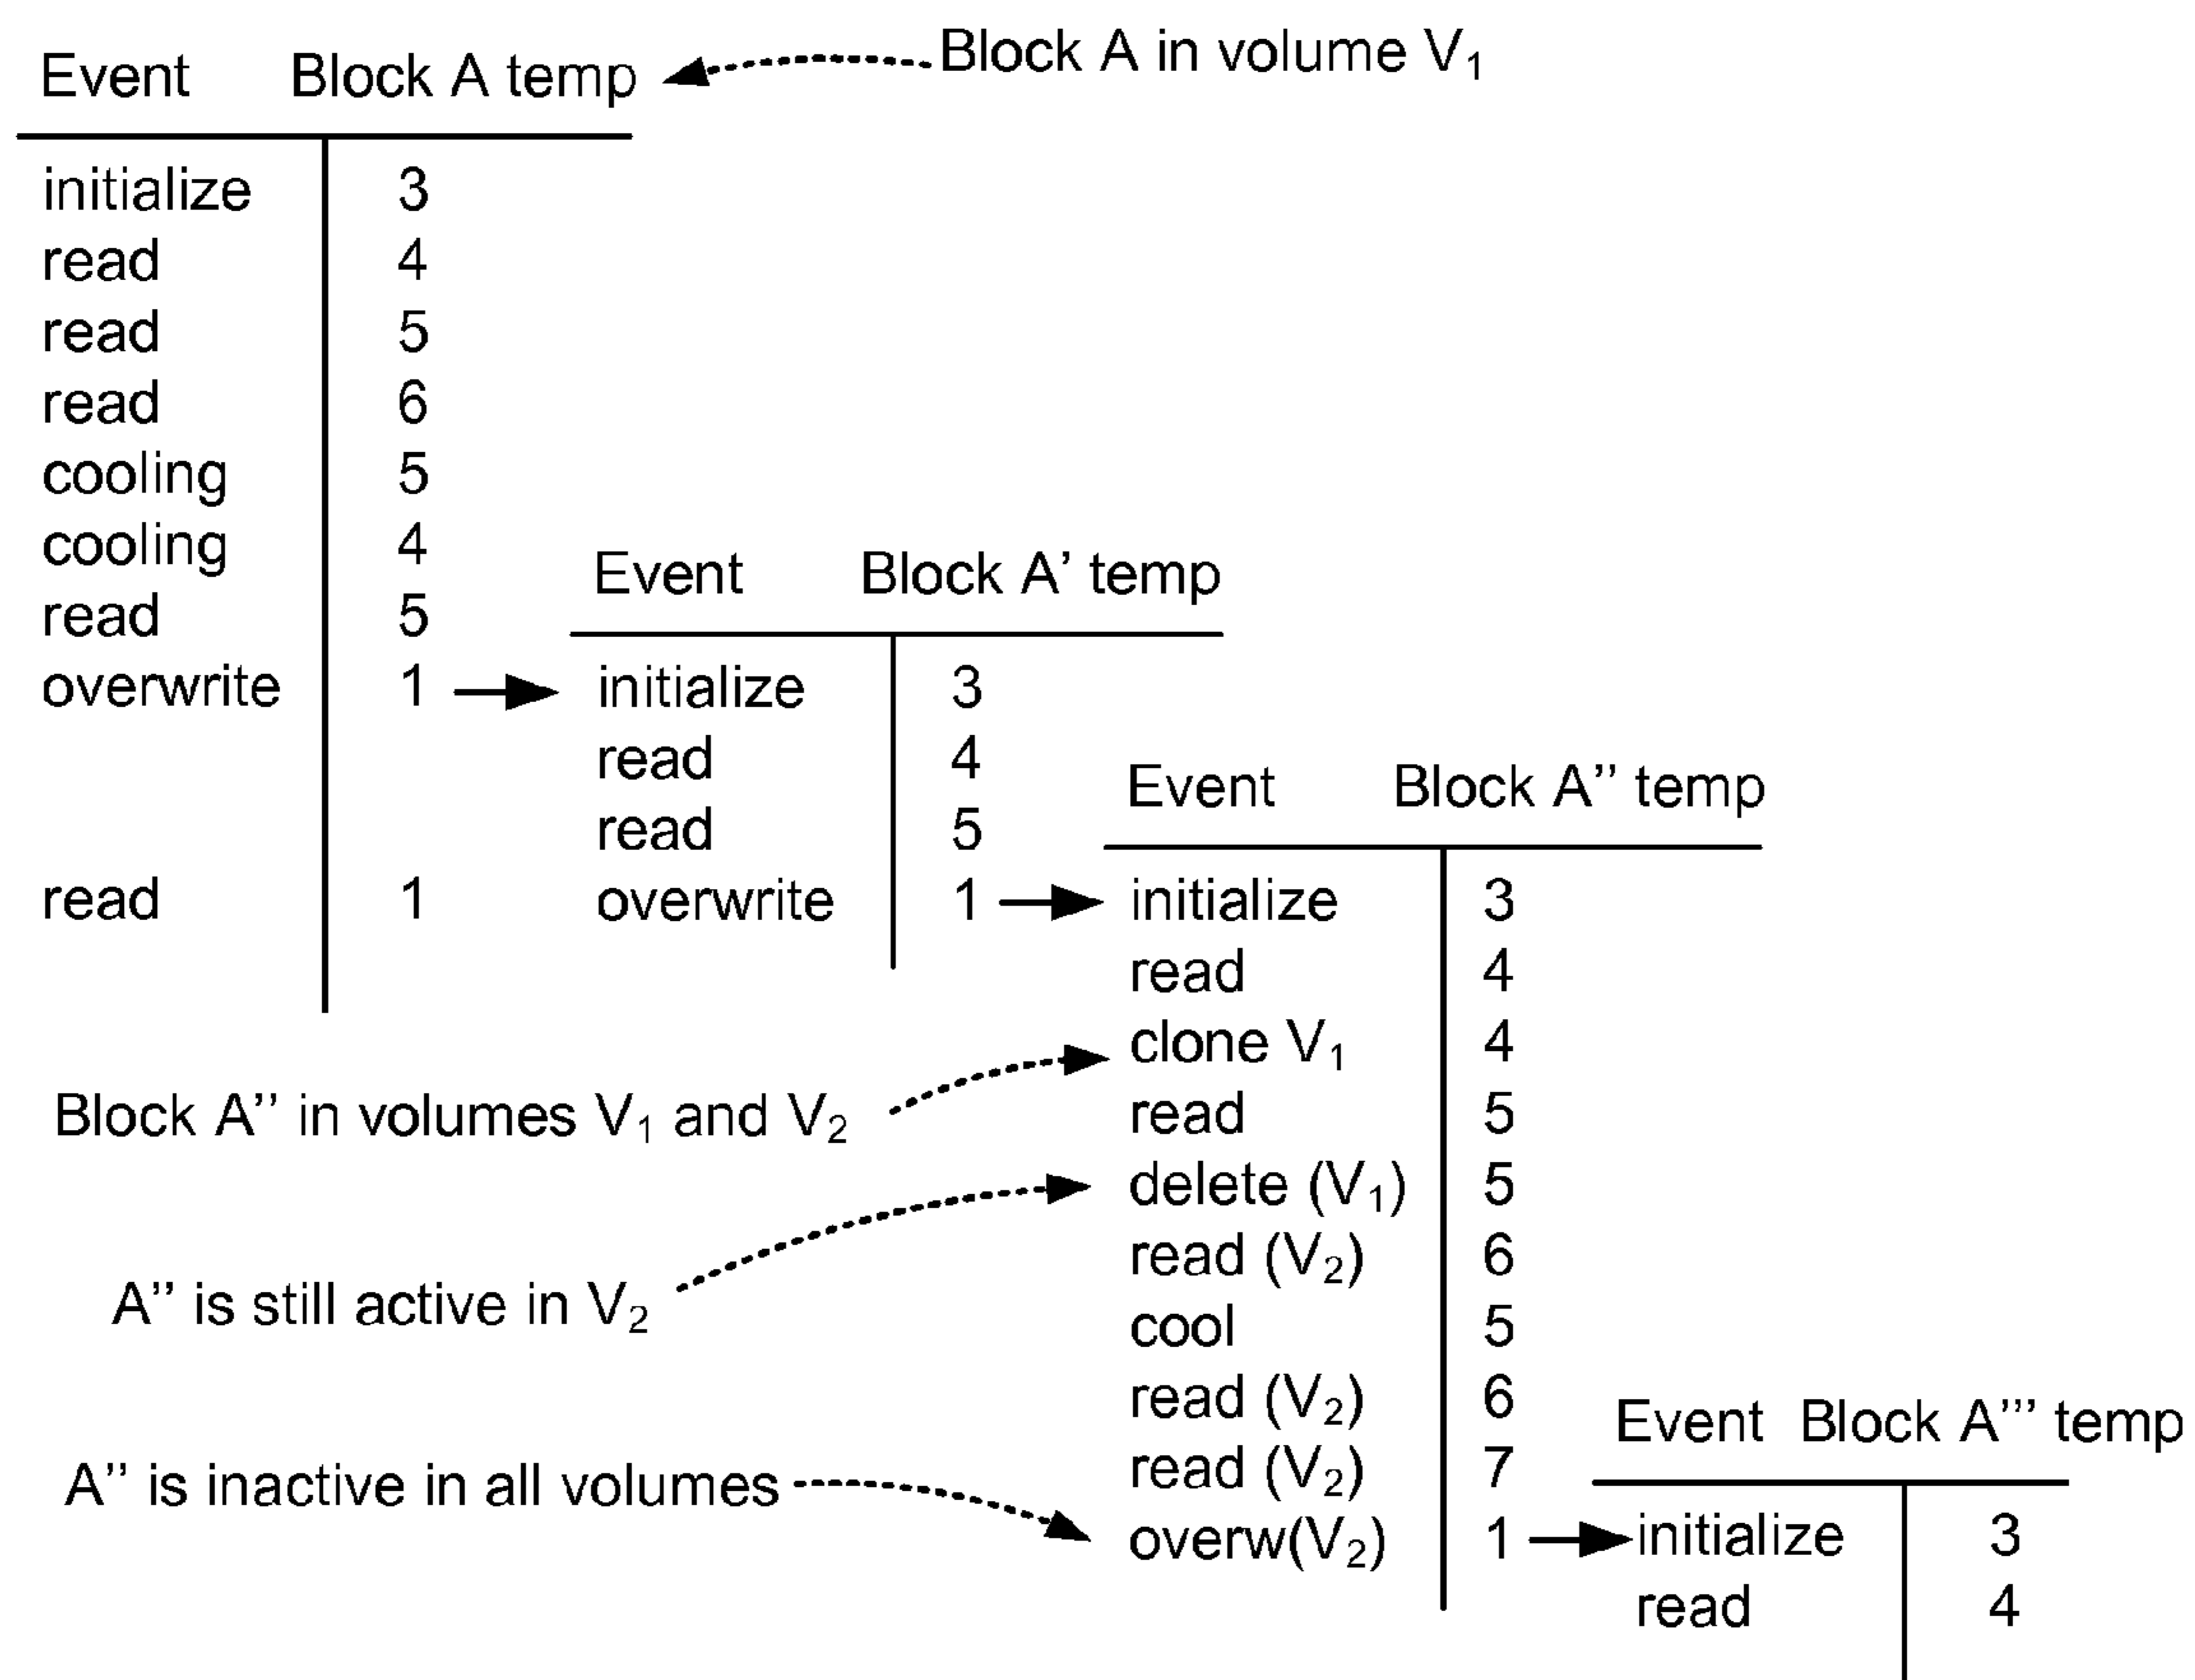 Block A in volume V₁
Event Block A temp
initialize 3
read 4
read 5
read 6
cooling 5
cooling 4
read 5
overwrite 1
read 1
Event Block A' temp
initialize 3
read 4
read 5
overwrite 1
Event Block A’’ temp
initialize 3
read 4
clone V₁ 4
read 5
delete (V₁) 5
read (V₂) 6
cool 5
read (V₂) 6
read (V₂) 7
overw(V₂) 1
Block A’’ in volumes V₁ and V₂
A’’ is still active in V₂
A’’ is inactive in all volumes
Event Block A’’’ temp
initialize 3
read 4